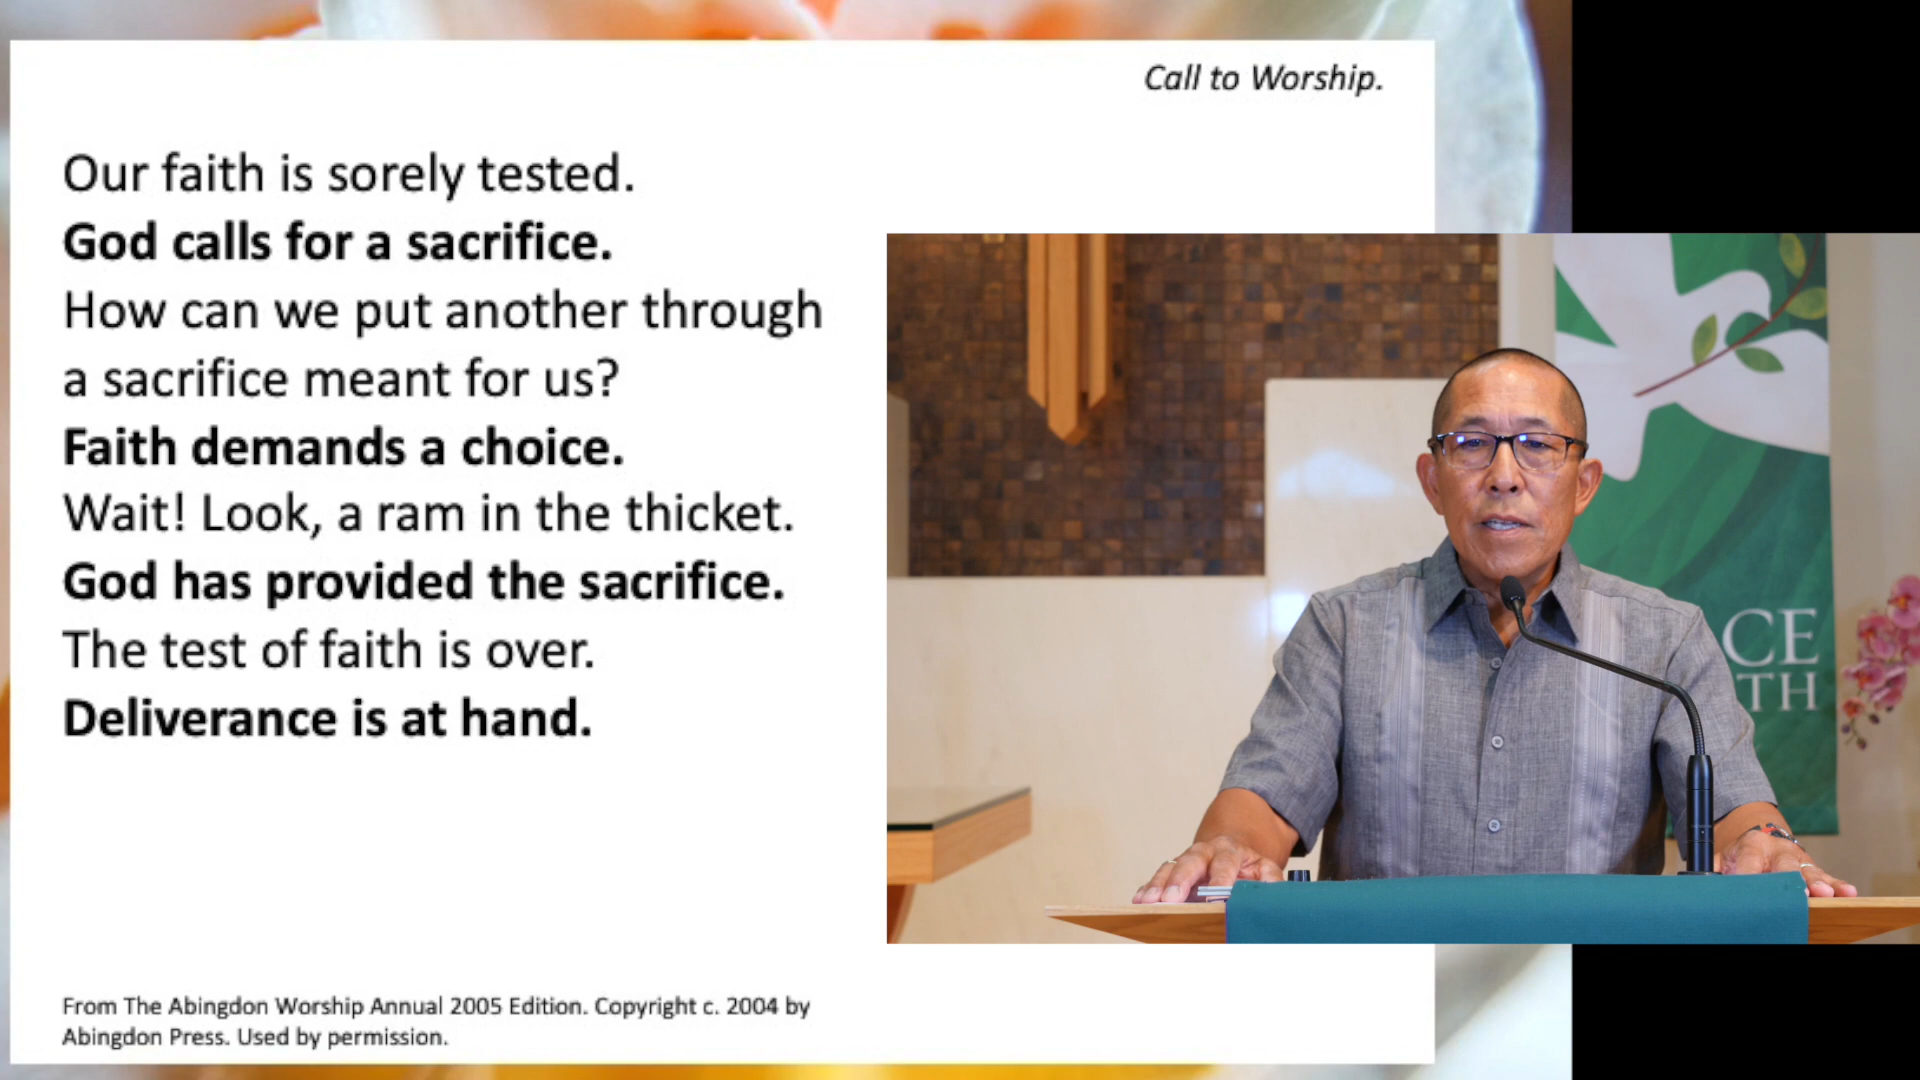 Call to Worship.
Our faith is sorely tested.
God calls for a sacrifice.
How can we put another through
a sacrifice meant for us?
Faith demands a choice.
Wait! Look, a ram in the thicket.
God has provided the sacrifice.
The test of faith is over.
Deliverance is at hand.
From The Abingdon Worship Annual 2005 Edition. Copyright c. 2004 by
Abingdon Press. Used by permission.